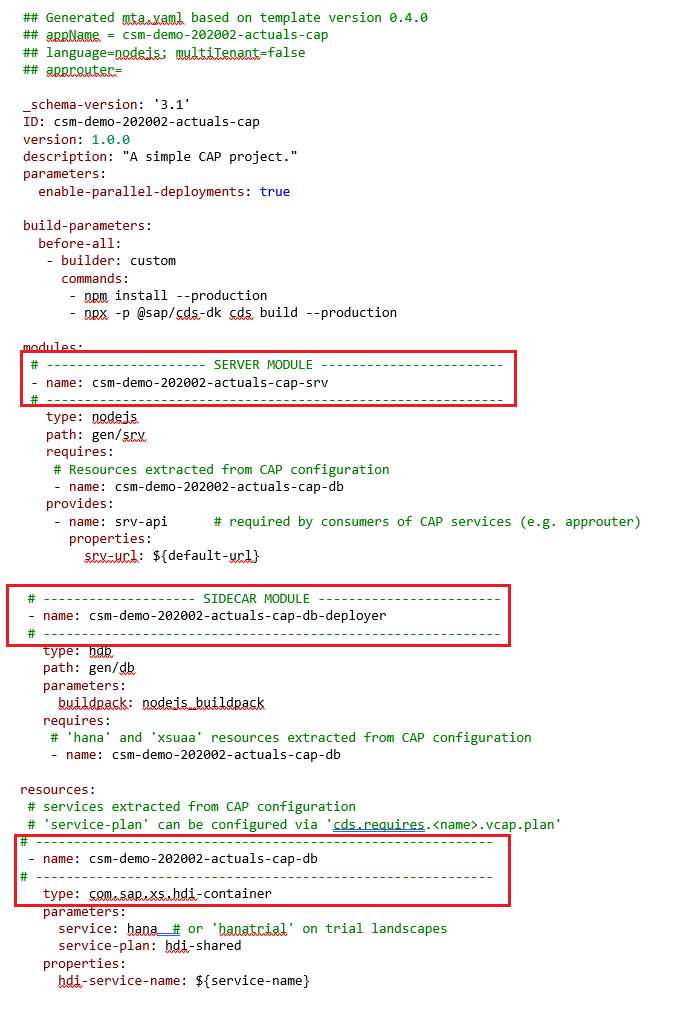 ## Generated mta.yaml based on template version 0.4.0
## appName = csm-demo-202002-actuals-cap
## language=nodejs; multiTenant=false
## approuter=
_schema-version: '3.1'
ID: csm-demo-202002-actuals-cap
version: 1.0.0
description: "A simple CAP project."
parameters:
  enable-parallel-deployments: true
build-parameters:
  before-all:
   - builder: custom
     commands:
      - npm install --production
      - npx -p @sap/cds-dk cds build --production
modules:
 # --------------------- SERVER MODULE ------------------------
 - name: csm-demo-202002-actuals-cap-srv
 # ------------------------------------------------------------
   type: nodejs
   path: gen/srv
   requires:
    # Resources extracted from CAP configuration
    - name: csm-demo-202002-actuals-cap-db
   provides:
    - name: srv-api      # required by consumers of CAP services (e.g. approuter)
      properties:
        srv-url: ${default-url}
 # -------------------- SIDECAR MODULE ------------------------
 - name: csm-demo-202002-actuals-cap-db-deployer
 # ------------------------------------------------------------
   type: hdb
   path: gen/db
   parameters:
     buildpack: nodejs_buildpack
   requires:
    # 'hana' and 'xsuaa' resources extracted from CAP configuration
    - name: csm-demo-202002-actuals-cap-db
resources:
 # services extracted from CAP configuration
 # 'service-plan' can be configured via 'cds.requires.<name>.vcap.plan'
# ------------------------------------------------------------
 - name: csm-demo-202002-actuals-cap-db
# ------------------------------------------------------------
   type: com.sap.xs.hdi-container
   parameters:
     service: hana  # or 'hanatrial' on trial landscapes
     service-plan: hdi-shared
   properties:
     hdi-service-name: ${service-name}